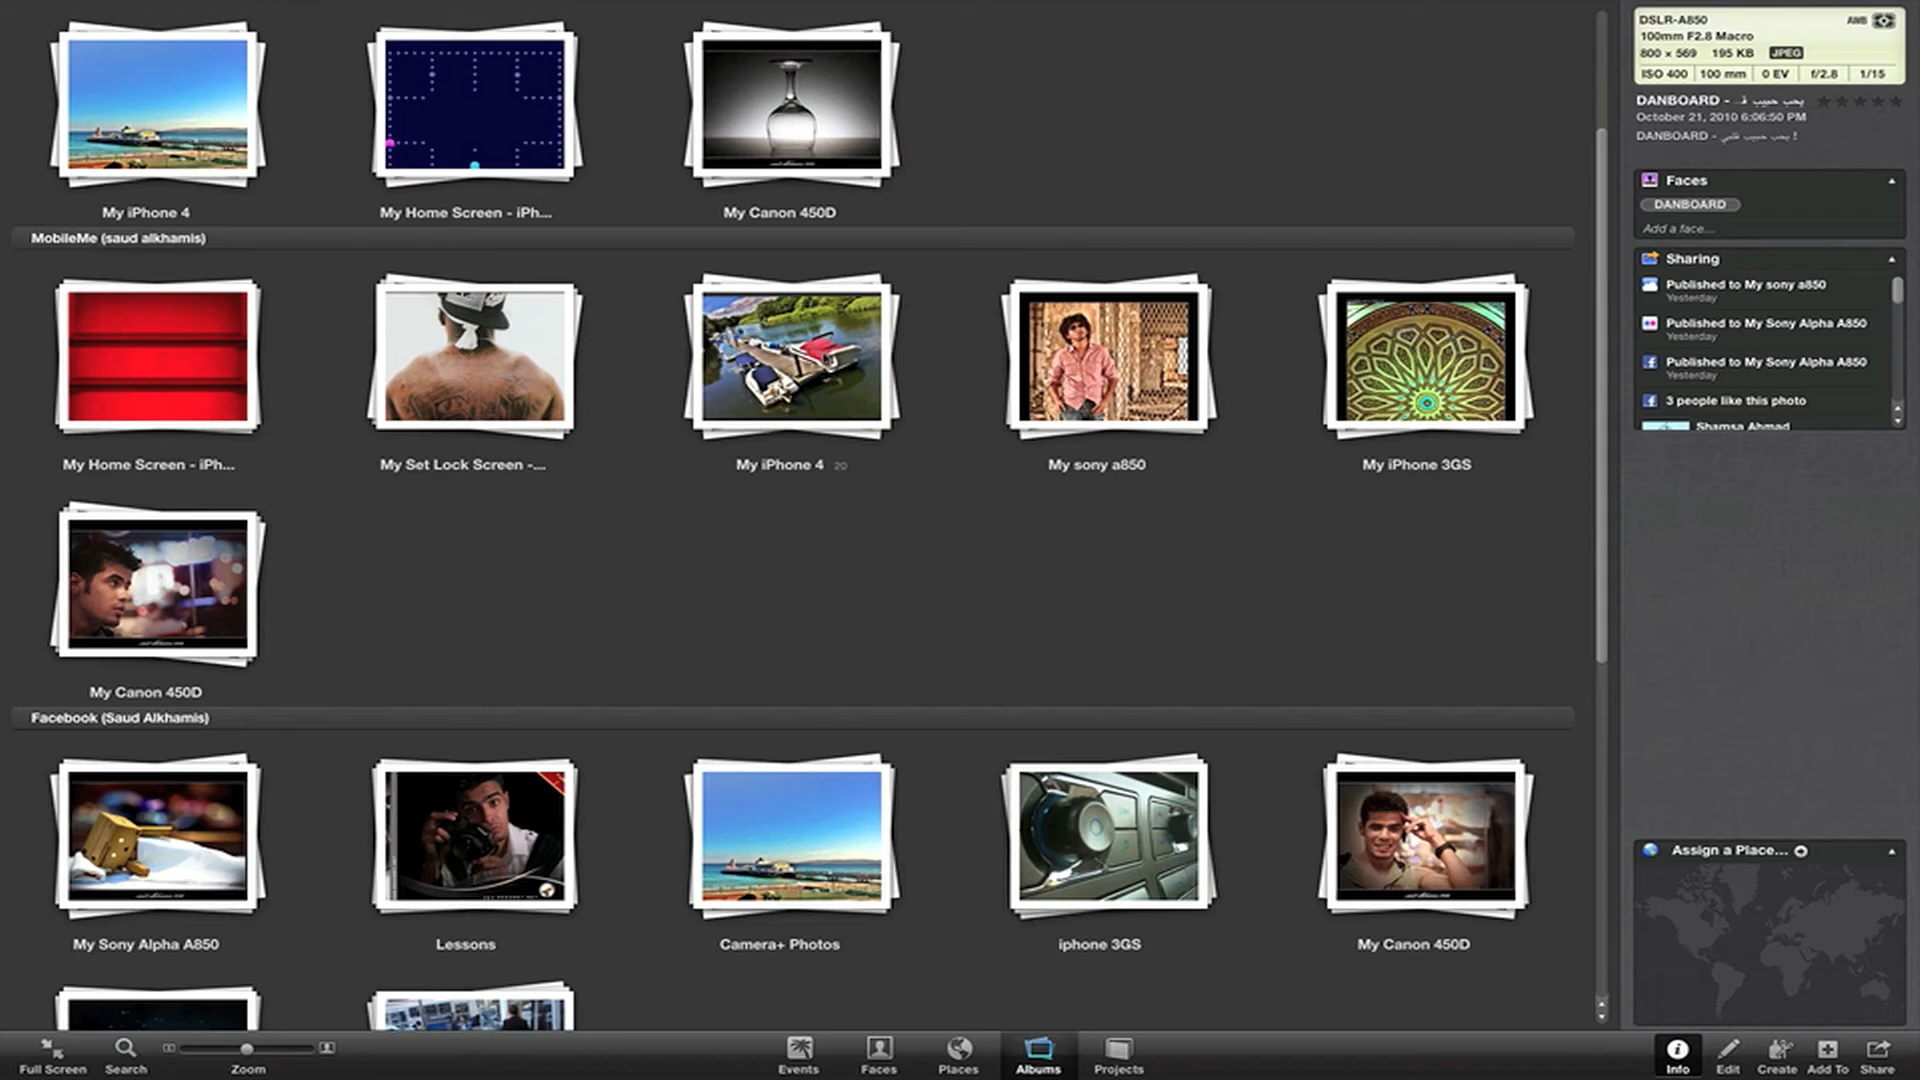 My iPhone 4
My Home Screen - iPh...
My Canon 450D
MobileMe (saud alkhamis)
My Home Screen - iPh...
My Set Lock Screen -...
My iPhone 4 20
My sony a850
My iPhone 3GS
My Canon 450D
Facebook (Saud Alkhamis)
My Sony Alpha A850
Lessons
Camera+ Photos
iphone 3GS
My Canon 450D
DSLR-A850 AWB
100mm F2.8 Macro
800 × 569 195 KB JPEG
ISO 400 100 mm 0 EV f/2.8 1/15
DANBOARD - يحب حبيب
October 21, 2010 6:06:50 PM
DANBOARD - يحب حبيب !
Faces
DANBOARD
Add a face...
Sharing
Published to My sony a850
Yesterday
Published to My Sony Alpha A850
Yesterday
Published to My Sony Alpha A850
Yesterday
3 people like this photo
Shamsa Ahmad
Assign a Place...
Full Screen
Search
Zoom
Events
Faces
Places
Albums
Projects
Info
Edit
Create
Add To
Share